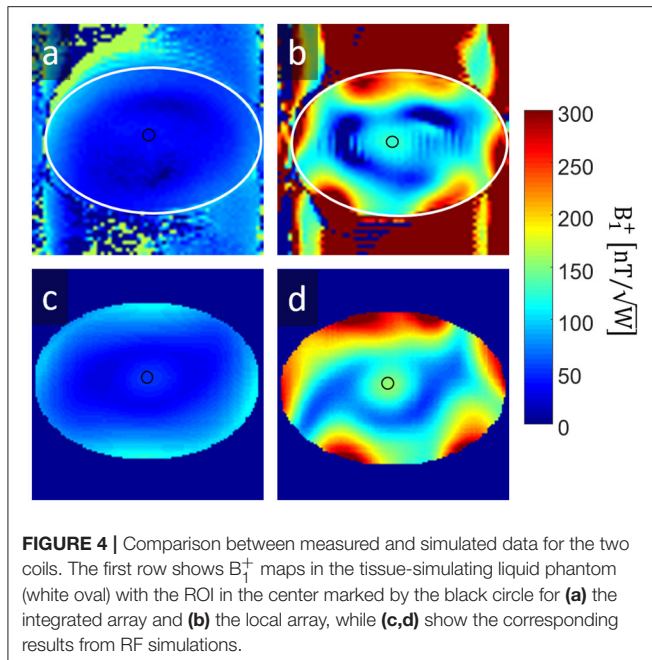 a
b
300
250
200
150
100
50
0
B₁⁺ [nT/√W]
c
d
FIGURE 4 | Comparison between measured and simulated data for the two
coils. The first row shows B₁⁺ maps in the tissue-simulating liquid phantom
(white oval) with the ROI in the center marked by the black circle for (a) the
integrated array and (b) the local array, while (c,d) show the corresponding
results from RF simulations.